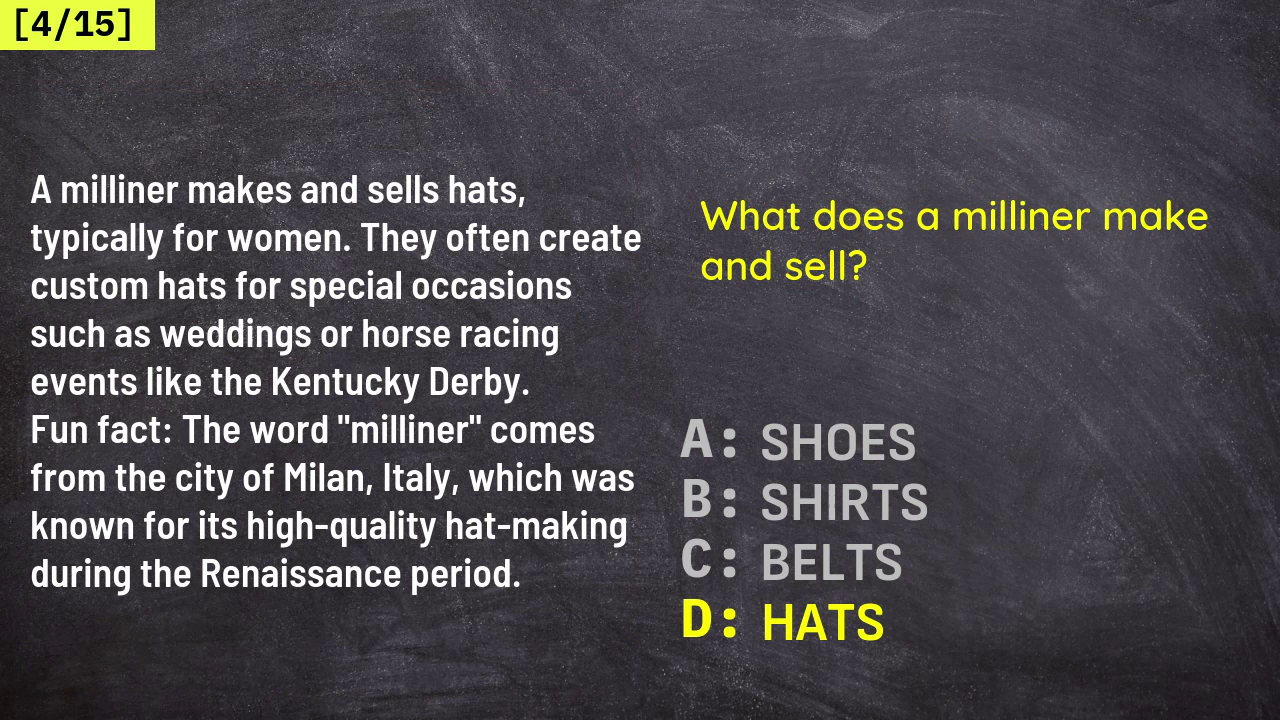 [4/15]
A milliner makes and sells hats,
typically for women. They often create
custom hats for special occasions
such as weddings or horse racing
events like the Kentucky Derby.
Fun fact: The word "milliner" comes
from the city of Milan, Italy, which was
known for its high-quality hat-making
during the Renaissance period.
What does a milliner make
and sell?
A: SHOES
B: SHIRTS
C: BELTS
D: HATS